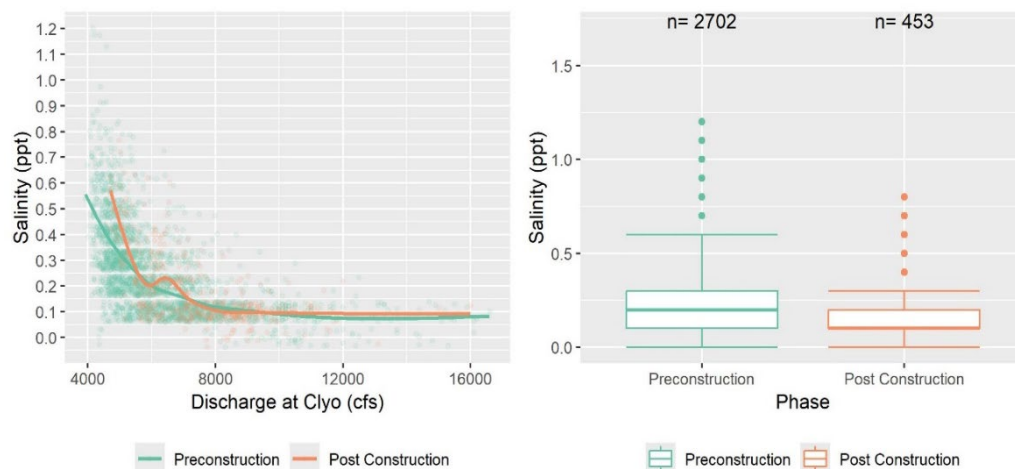 Salinity (ppt)
1.2
1.1
1.0
0.9
0.8
0.7
0.6
0.5
0.4
0.3
0.2
0.1
0.0
4000 8000 12000 16000
Discharge at Clyo (cfs)
Preconstruction Post Construction
n= 2702 n= 453
Salinity (ppt)
1.5
1.0
0.5
0.0
Preconstruction Post Construction
Phase
Preconstruction Post Construction